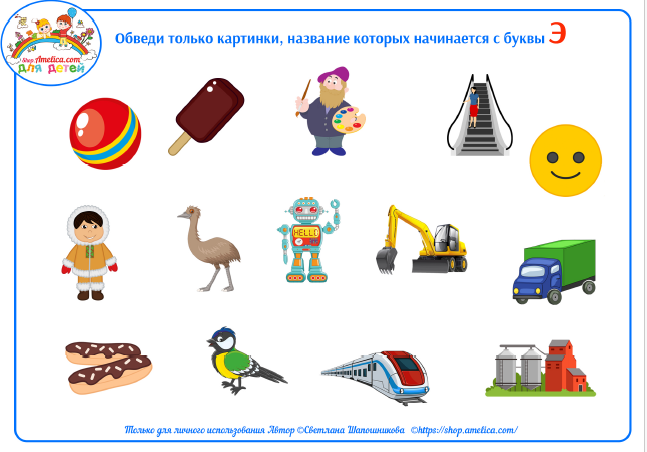 Shop.Amelica.com
для детей
Обведи только картинки, название которых начинается с буквы Э
HELLO
Только для личного использования Автор ©Светлана Шапошникова ©https://shop.amelica.com/